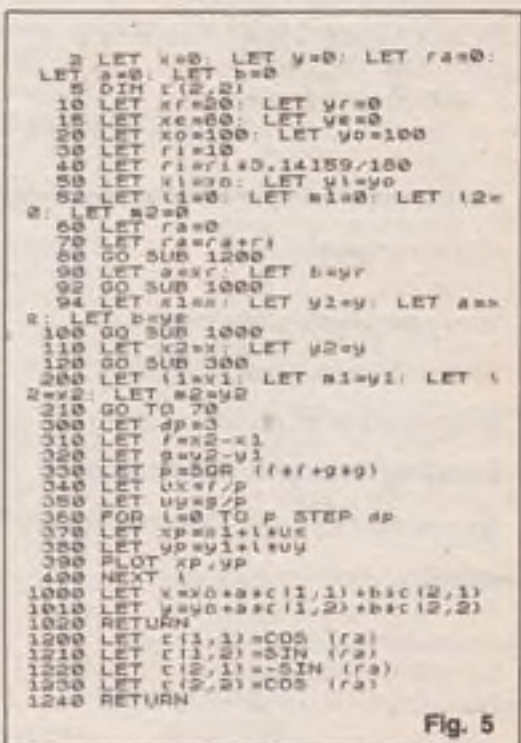 2 LET x=0: LET y=0: LET ra=0:
LET a=0: LET b=0
5 DIM r(2,2)
10 LET xr=20: LET yr=0
15 LET xe=60: LET ye=0
20 LET xo=100: LET yo=100
30 LET ri=10
40 LET ri=ri*3.14159/180
50 LET xi=xo: LET yi=yo
52 LET l1=0: LET m1=0: LET l2=
0: LET m2=0
60 LET ra=0
70 LET ra=ra+ri
80 GO SUB 1200
90 LET a=xr: LET b=yr
92 GO SUB 1000
94 LET x1=x: LET y1=y: LET a=x
e: LET b=ye
100 GO SUB 1000
110 LET x2=x: LET y2=y
120 GO SUB 300
200 LET l1=x1: LET m1=y1: LET l
2=x2: LET m2=y2
210 GO TO 70
300 LET dp=3
310 LET f=x2-x1
320 LET g=y2-y1
330 LET p=SQR (f*f+g*g)
340 LET ux=f/p
350 LET uy=g/p
360 FOR l=0 TO p STEP dp
370 LET xp=x1+l*ux
380 LET yp=y1+l*uy
390 PLOT xp,yp
400 NEXT l
1000 LET x=xo+a*r(1,1)+b*r(2,1)
1010 LET y=yo+a*r(1,2)+b*r(2,2)
1020 RETURN
1200 LET r(1,1)=COS (ra)
1210 LET r(1,2)=SIN (ra)
1220 LET r(2,1)=-SIN (ra)
1230 LET r(2,2)=COS (ra)
1240 RETURN
Fig. 5